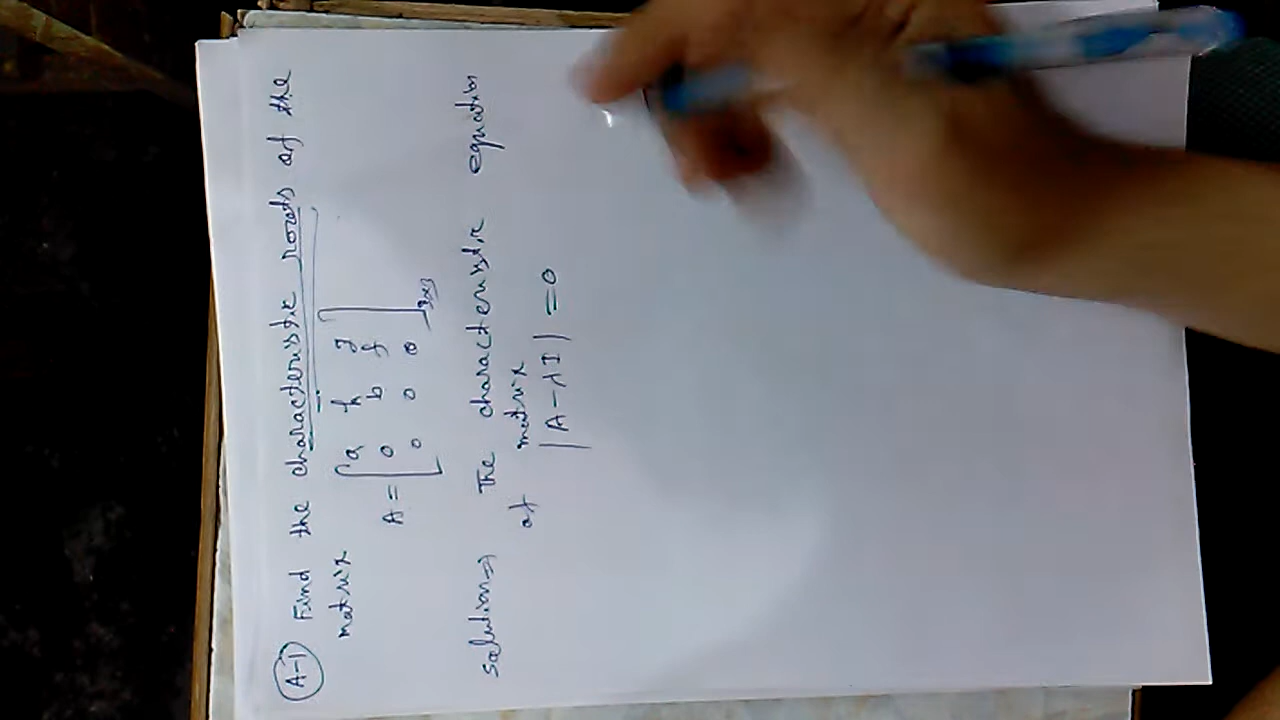 A-1 Find the characteristic roots of the
matrix
A = [ a h g
0 b f
0 0 0 ]3×3
Solution⇒ The characteristic equation
of matrix
|A-λI| = 0